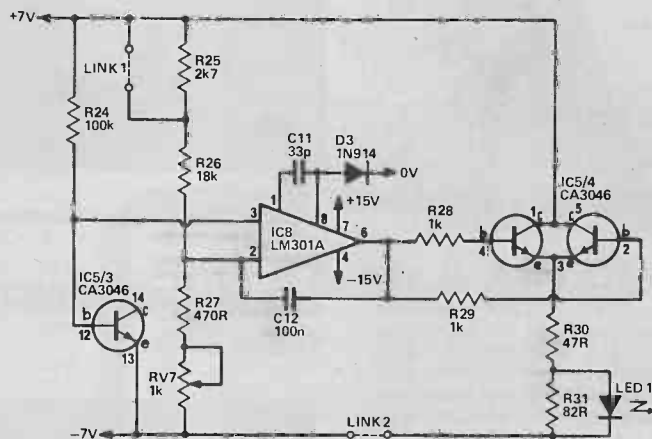 +7V
LINK 1
R25
2k7
R24
100k
R26
18k
C11
33p
D3
1N914
0V
IC5/4
CA3046
+15V
R28
1k
1
8
7
3
IC8
LM301A
6
2
4
-15V
b
4
1
c
c
5
b
2
e
3
e
IC5/3
CA3046
14
c
b
12
13
e
R27
470R
C12
100n
R29
1k
R30
47R
RV7
1k
LED 1
R31
82R
LINK2
-7V